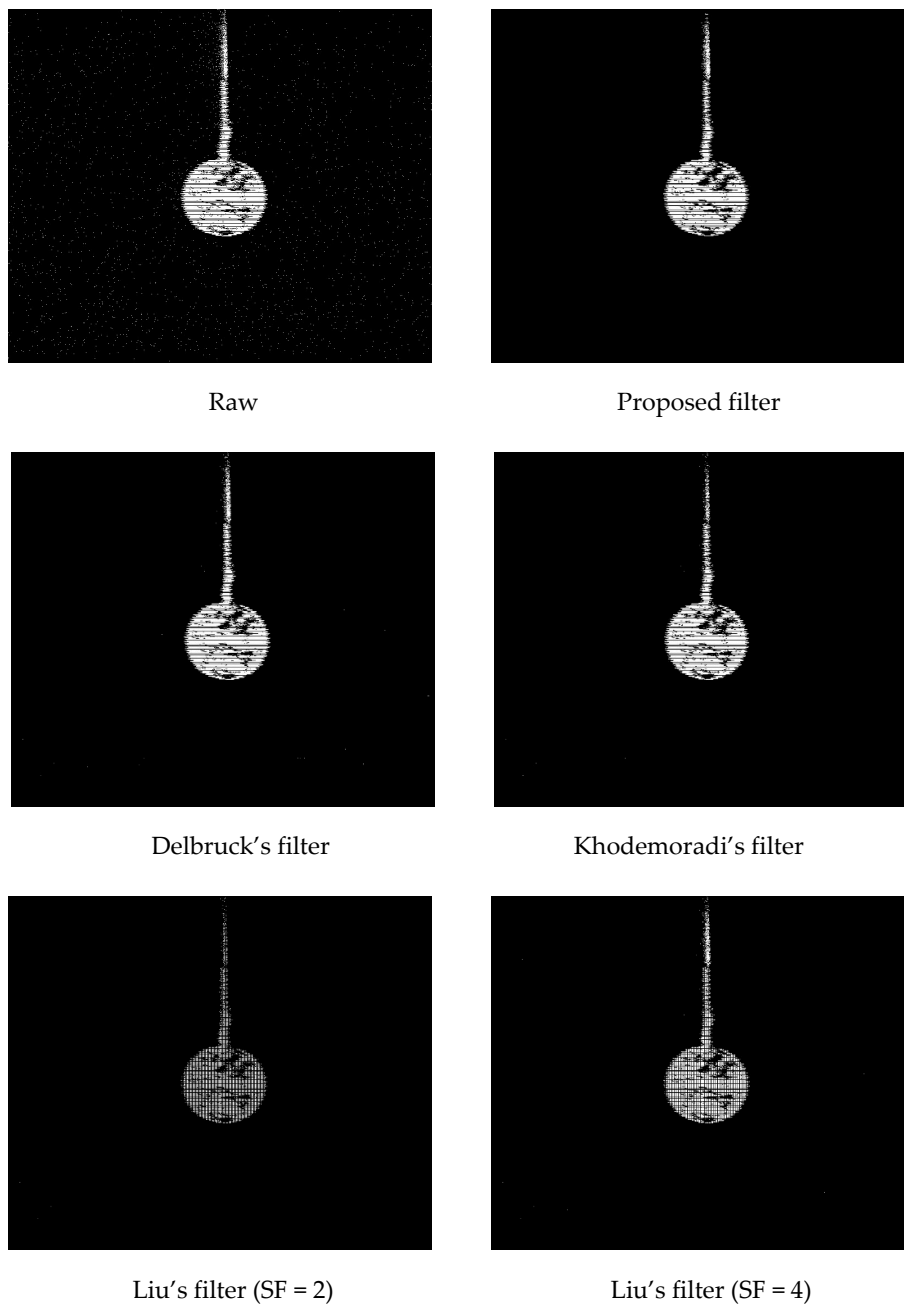 Raw
Proposed filter
Delbruck’s filter
Khodemoradi’s filter
Liu’s filter (SF = 2)
Liu’s filter (SF = 4)